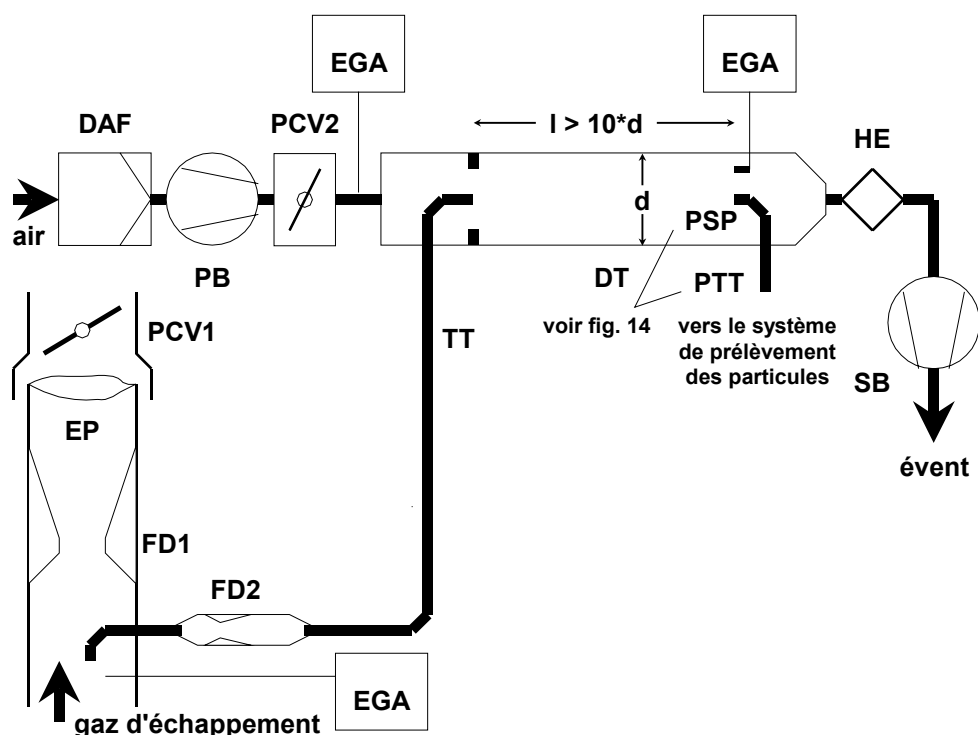 EGA
EGA
DAF
PCV2
l > 10*d
HE
d
air
PB
PSP
DT
PTT
PCV1
TT
voir fig. 14
vers le système
de prélèvement
des particules
SB
EP
évent
FD1
FD2
EGA
gaz d'échappement